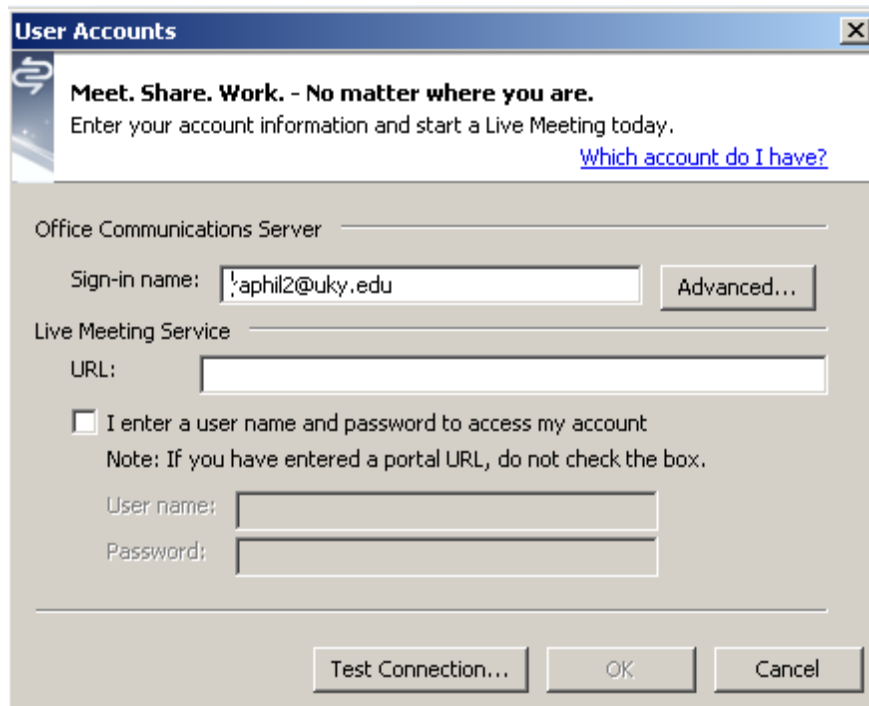 User Accounts
Meet. Share. Work. - No matter where you are.
Enter your account information and start a Live Meeting today.
Which account do I have?
Office Communications Server
Sign-in name: aphil2@uky.edu Advanced...
Live Meeting Service
URL:
I enter a user name and password to access my account
Note: If you have entered a portal URL, do not check the box.
User name:
Password:
Test Connection... OK Cancel